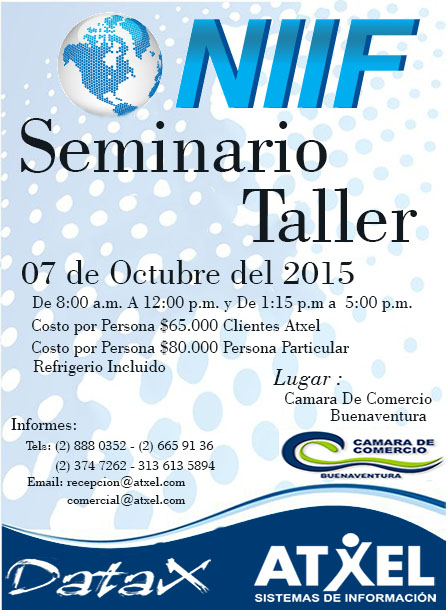 NIIF
Seminario
Taller
07 de Octubre del 2015
De 8:00 a.m. A 12:00 p.m. y De 1:15 p.m a 5:00 p.m.
Costo por Persona $65.000 Clientes Atxel
Costo por Persona $80.000 Persona Particular
Refrigerio Incluido
Lugar :
Camara De Comercio
Buenaventura
Informes:
Tels: (2) 888 0352 - (2) 665 91 36
(2) 374 7262 - 313 613 5894
Email: recepcion@atxel.com
comercial@atxel.com
CAMARA DE
COMERCIO
BUENAVENTURA
DataX
ATXEL
SISTEMAS DE INFORMACIÓN